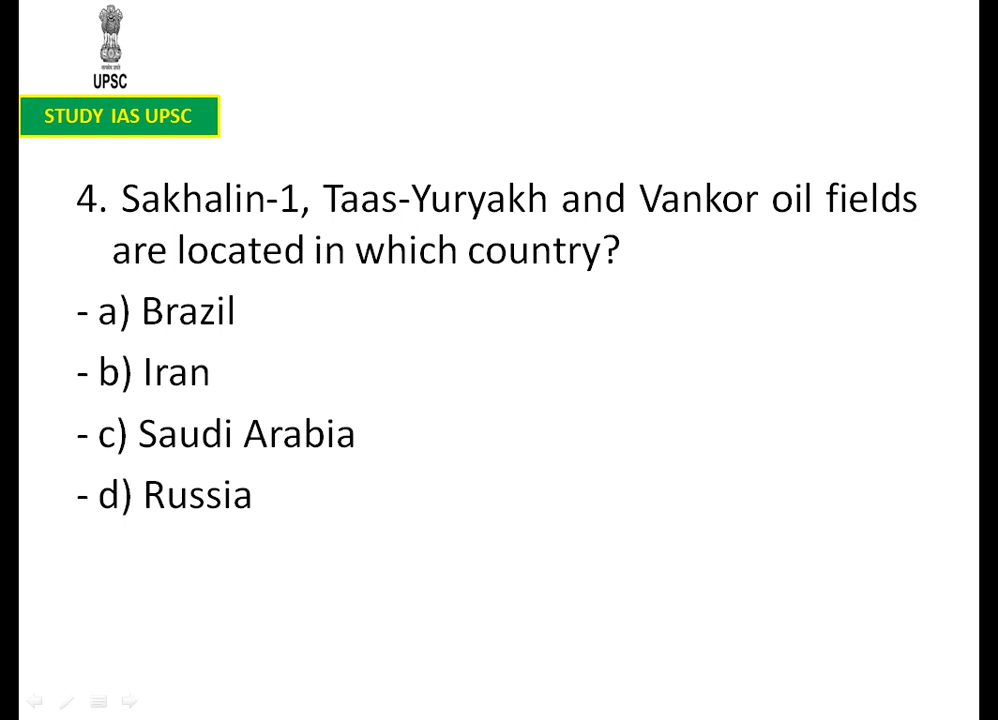 UPSC
STUDY IAS UPSC
4. Sakhalin-1, Taas-Yuryakh and Vankor oil fields
are located in which country?
- a) Brazil
- b) Iran
- c) Saudi Arabia
- d) Russia